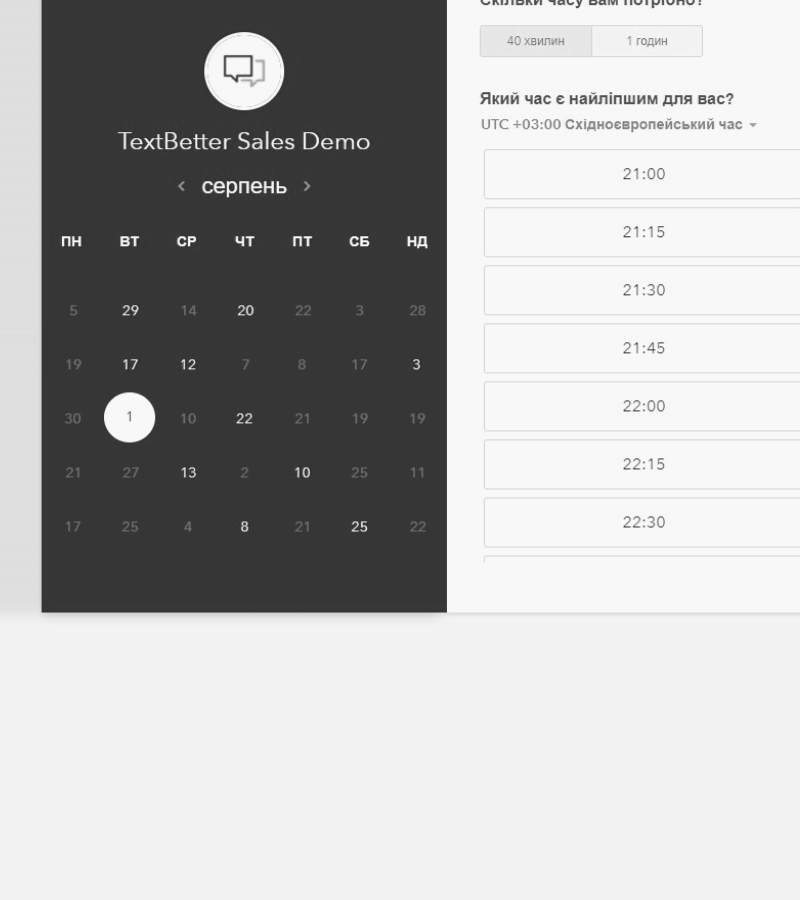 TextBetter Sales Demo
серпень
ПН ВТ СР ЧТ ПТ СБ НД
5 29 14 20 22 3 28
19 17 12 7 8 17 3
30 1 10 22 21 19 19
21 27 13 2 10 25 11
17 25 4 8 21 25 22
Скільки часу вам потрібно?
40 хвилин 1 годин
Який час є найліпшим для вас?
UTC +03:00 Східноєвропейський час
21:00
21:15
21:30
21:45
22:00
22:15
22:30